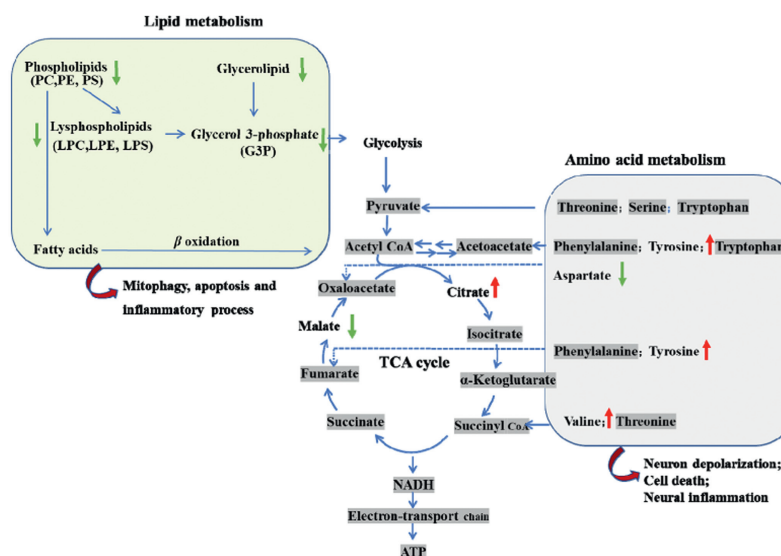 Lipid metabolism
Phospholipids
(PC,PE, PS)
Glycerolipid
Lysphospholipids
(LPC,LPE, LPS)
Glycerol 3-phosphate
(G3P)
Fatty acids
β oxidation
Mitophagy, apoptosis and
inflammatory process
Glycolysis
Pyruvate
Acetyl CoA
Acetoacetate
Oxaloacetate
Citrate
Malate
Isocitrate
TCA cycle
Fumarate
α-Ketoglutarate
Succinate
Succinyl CoA
NADH
Electron-transport chain
ATP
Amino acid metabolism
Threonine; Serine; Tryptophan
Phenylalanine; Tyrosine; Tryptophan
Aspartate
Phenylalanine; Tyrosine
Valine; Threonine
Neuron depolarization;
Cell death;
Neural inflammation